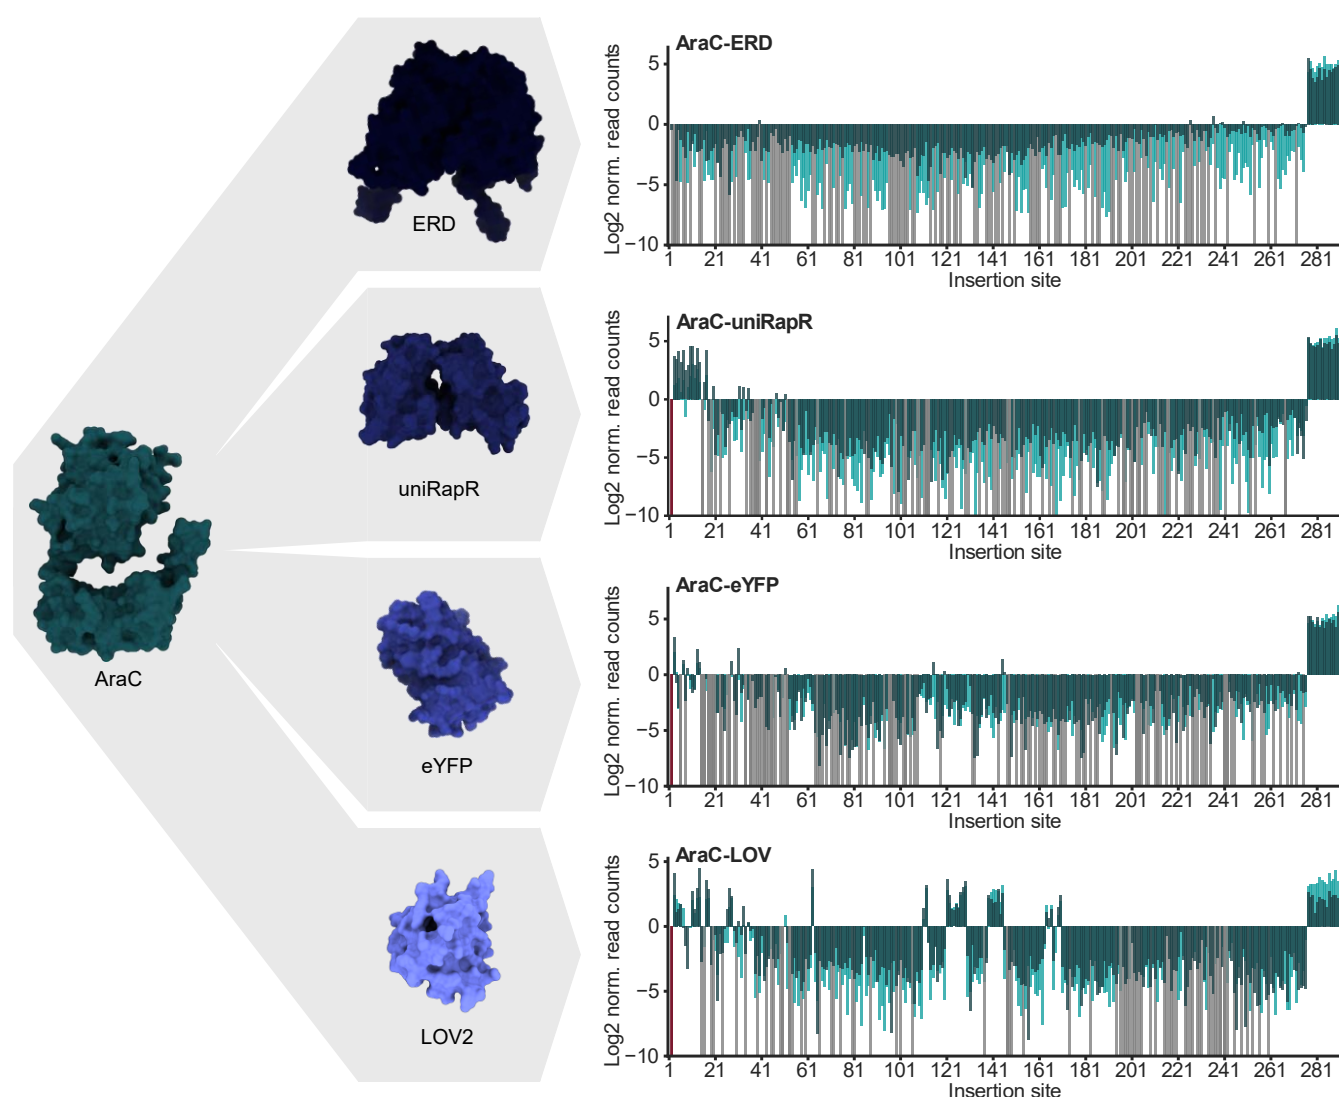 AraC
ERD
uniRapR
eYFP
LOV2
AraC-ERD
Log2 norm. read counts
5
0
−5
−10
1 21 41 61 81 101 121 141 161 181 201 221 241 261 281
Insertion site
AraC-uniRapR
Log2 norm. read counts
5
0
−5
−10
1 21 41 61 81 101 121 141 161 181 201 221 241 261 281
Insertion site
AraC-eYFP
Log2 norm. read counts
5
0
−5
−10
1 21 41 61 81 101 121 141 161 181 201 221 241 261 281
Insertion site
AraC-LOV
Log2 norm. read counts
5
0
−5
−10
1 21 41 61 81 101 121 141 161 181 201 221 241 261 281
Insertion site